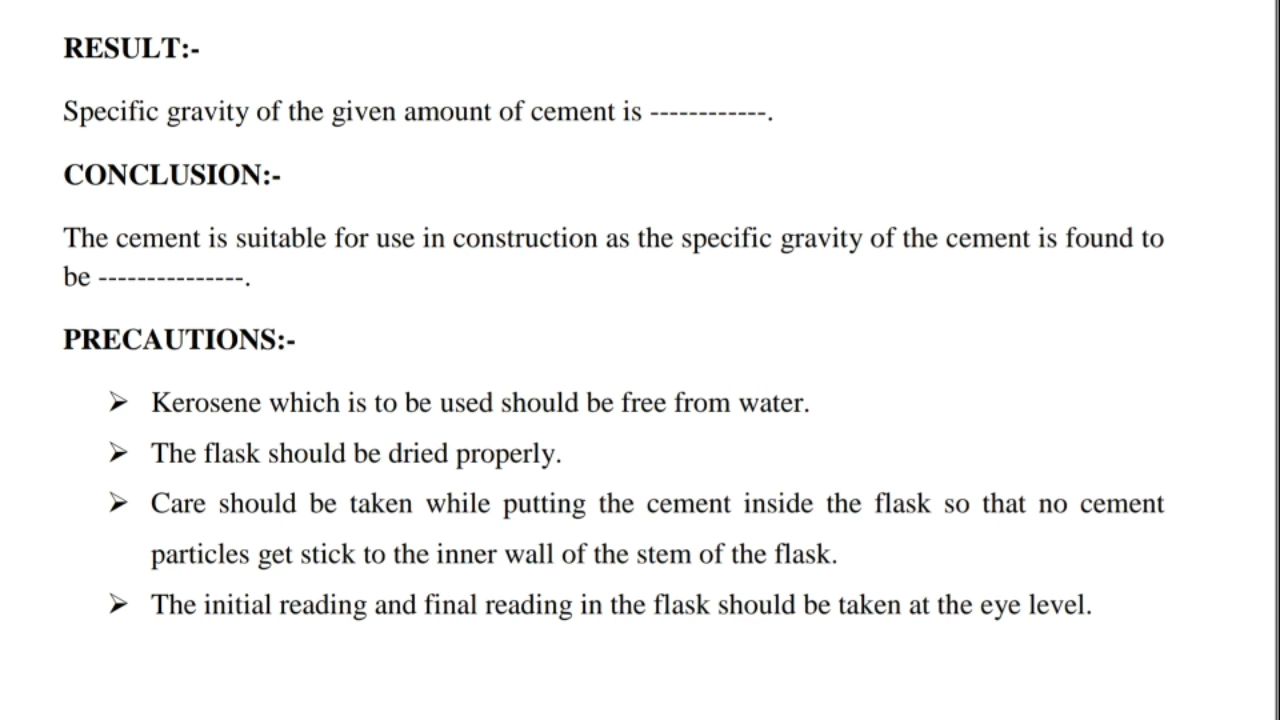 RESULT:-
Specific gravity of the given amount of cement is ------------.
CONCLUSION:-
The cement is suitable for use in construction as the specific gravity of the cement is found to
be ---------------.
PRECAUTIONS:-
➢ Kerosene which is to be used should be free from water.
➢ The flask should be dried properly.
➢ Care should be taken while putting the cement inside the flask so that no cement
particles get stick to the inner wall of the stem of the flask.
➢ The initial reading and final reading in the flask should be taken at the eye level.